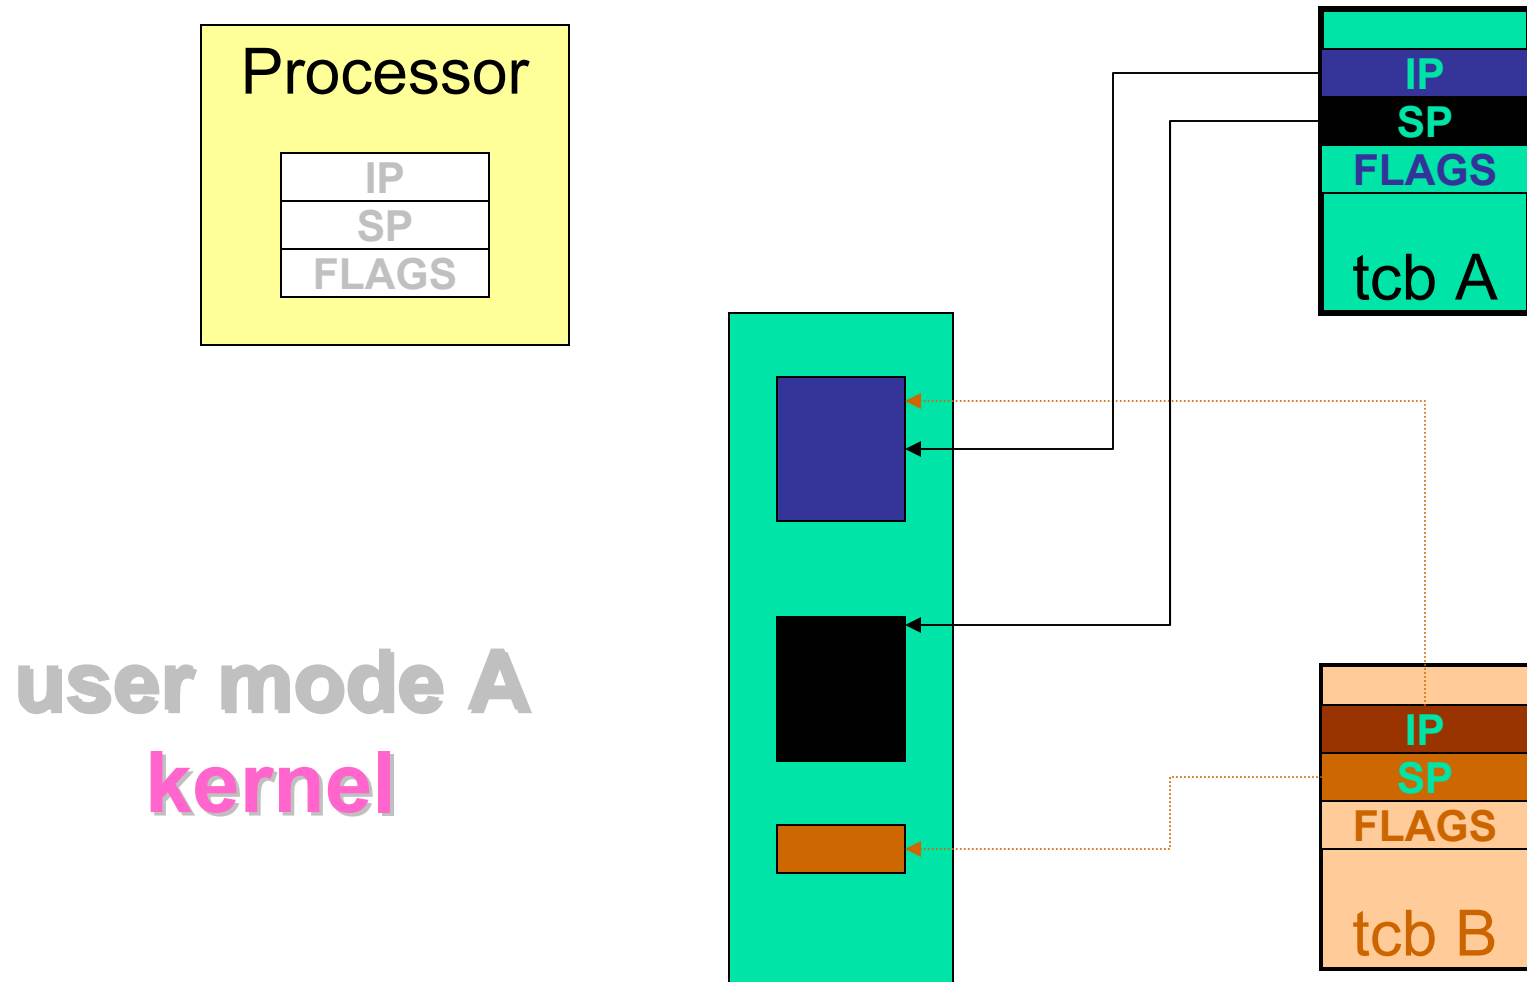 Processor
IP
SP
FLAGS
IP
SP
FLAGS
tcb A
user mode A
kernel
IP
SP
FLAGS
tcb B